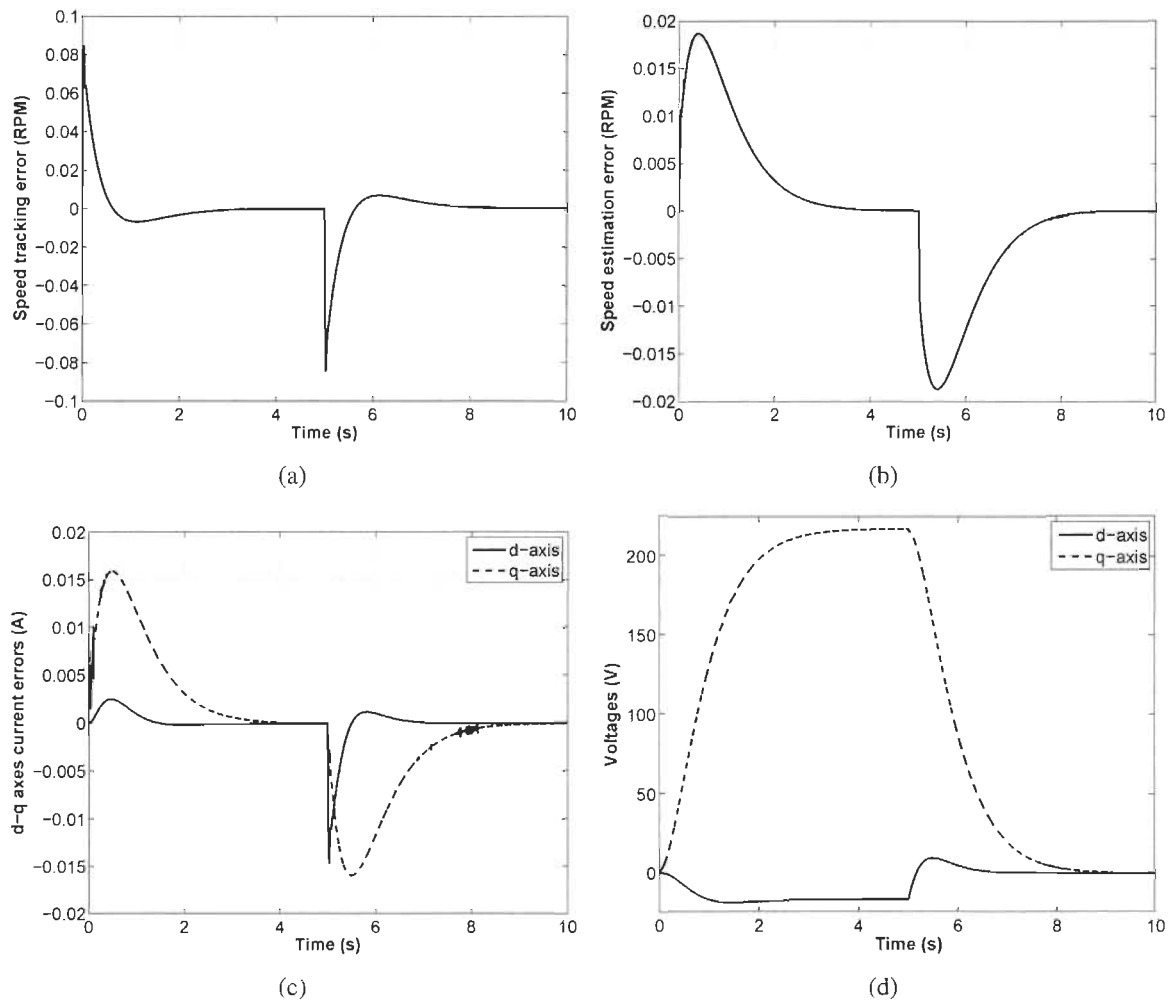 0.1
0.08
0.06
0.04
0.02
0
−0.02
−0.04
−0.06
−0.08
−0.1
Speed tracking error (RPM)
0 2 4 6 8 10
Time (s)
(a)
0.02
0.015
0.01
0.005
0
−0.005
−0.01
−0.015
−0.02
Speed estimation error (RPM)
0 2 4 6 8 10
Time (s)
(b)
0.02
0.015
0.01
0.005
0
−0.005
−0.01
−0.015
−0.02
d−q axes current errors (A)
d−axis
q−axis
0 2 4 6 8 10
Time (s)
(c)
200
150
100
50
0
Voltages (V)
d−axis
q−axis
0 2 4 6 8 10
Time (s)
(d)